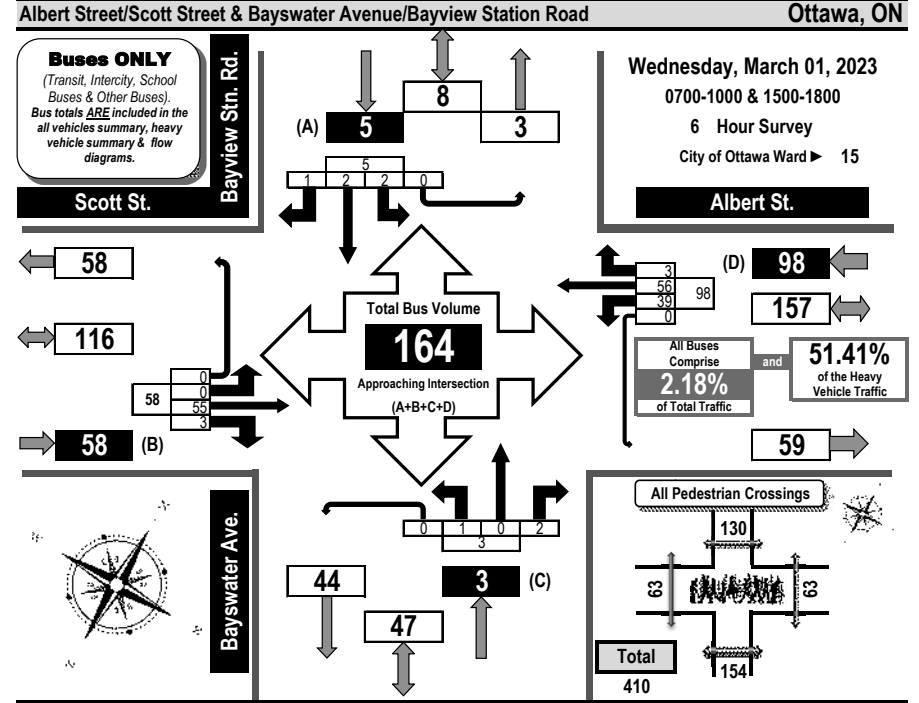 Albert Street/Scott Street & Bayswater Avenue/Bayview Station Road
Ottawa, ON
Buses ONLY
(Transit, Intercity, School
Buses & Other Buses).
Bus totals ARE included in the
all vehicles summary, heavy
vehicle summary & flow
diagrams.
Bayview Stn. Rd.
Scott St.
8
(A) 5
3
5
1 2 2 0
Wednesday, March 01, 2023
0700-1000 & 1500-1800
6 Hour Survey
City of Ottawa Ward ► 15
Albert St.
58
116
58
0
0
55
3
58 (B)
Total Bus Volume
164
Approaching Intersection
(A+B+C+D)
3
56
39
0
98
(D) 98
157
All Buses
Comprise
2.18%
of Total Traffic
and
51.41%
of the Heavy
Vehicle Traffic
59
Bayswater Ave.
0 1 0 2
3
44
3 (C)
47
All Pedestrian Crossings
130
63
63
154
Total
410